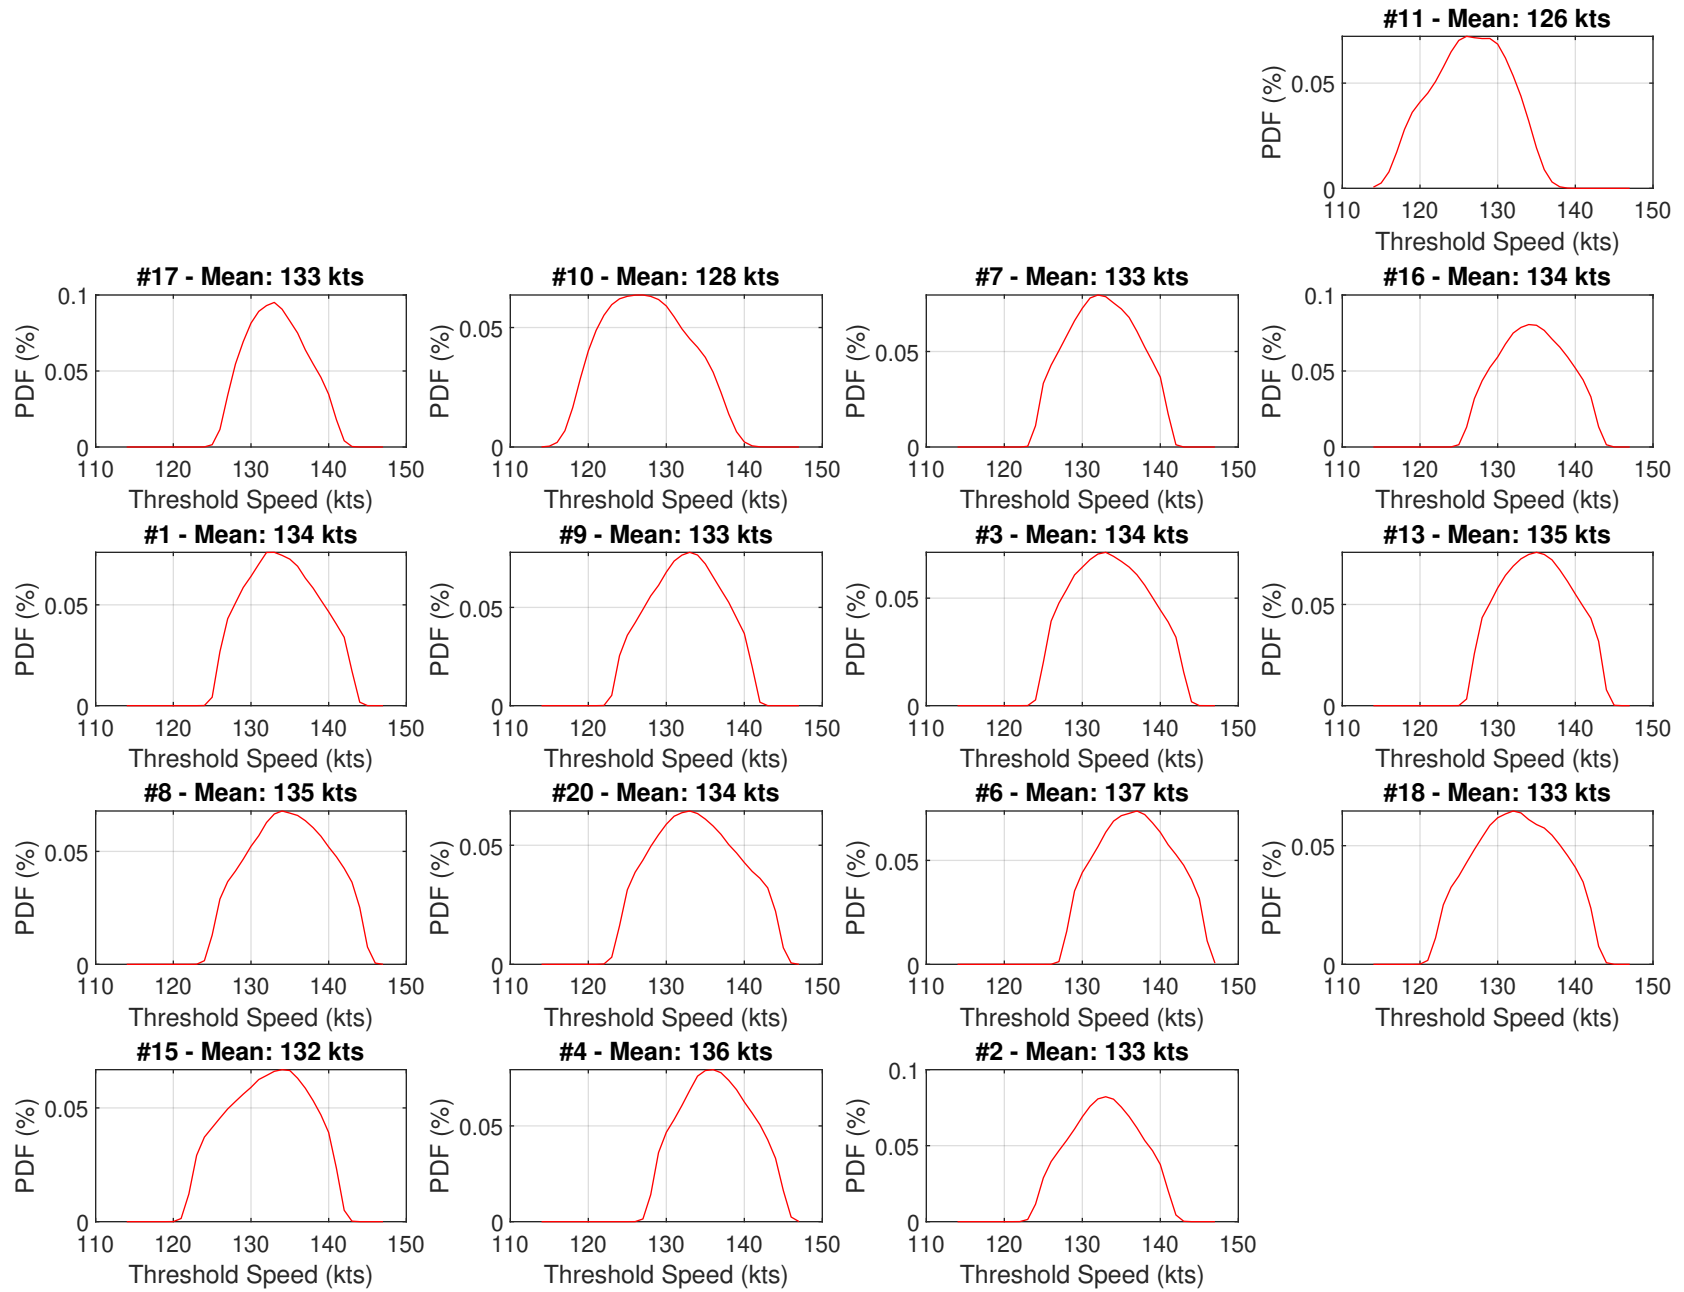 #11 - Mean: 126 kts
PDF (%)
0.05
0
110 120 130 140 150
Threshold Speed (kts)
#17 - Mean: 133 kts
PDF (%)
0.1
0.05
0
110 120 130 140 150
Threshold Speed (kts)
#10 - Mean: 128 kts
PDF (%)
0.05
0
110 120 130 140 150
Threshold Speed (kts)
#7 - Mean: 133 kts
PDF (%)
0.05
0
110 120 130 140 150
Threshold Speed (kts)
#16 - Mean: 134 kts
PDF (%)
0.1
0.05
0
110 120 130 140 150
Threshold Speed (kts)
#1 - Mean: 134 kts
PDF (%)
0.05
0
110 120 130 140 150
Threshold Speed (kts)
#9 - Mean: 133 kts
PDF (%)
0.05
0
110 120 130 140 150
Threshold Speed (kts)
#3 - Mean: 134 kts
PDF (%)
0.05
0
110 120 130 140 150
Threshold Speed (kts)
#13 - Mean: 135 kts
PDF (%)
0.05
0
110 120 130 140 150
Threshold Speed (kts)
#8 - Mean: 135 kts
PDF (%)
0.05
0
110 120 130 140 150
Threshold Speed (kts)
#20 - Mean: 134 kts
PDF (%)
0.05
0
110 120 130 140 150
Threshold Speed (kts)
#6 - Mean: 137 kts
PDF (%)
0.05
0
110 120 130 140 150
Threshold Speed (kts)
#18 - Mean: 133 kts
PDF (%)
0.05
0
110 120 130 140 150
Threshold Speed (kts)
#15 - Mean: 132 kts
PDF (%)
0.05
0
110 120 130 140 150
Threshold Speed (kts)
#4 - Mean: 136 kts
PDF (%)
0.05
0
110 120 130 140 150
Threshold Speed (kts)
#2 - Mean: 133 kts
PDF (%)
0.1
0.05
0
110 120 130 140 150
Threshold Speed (kts)